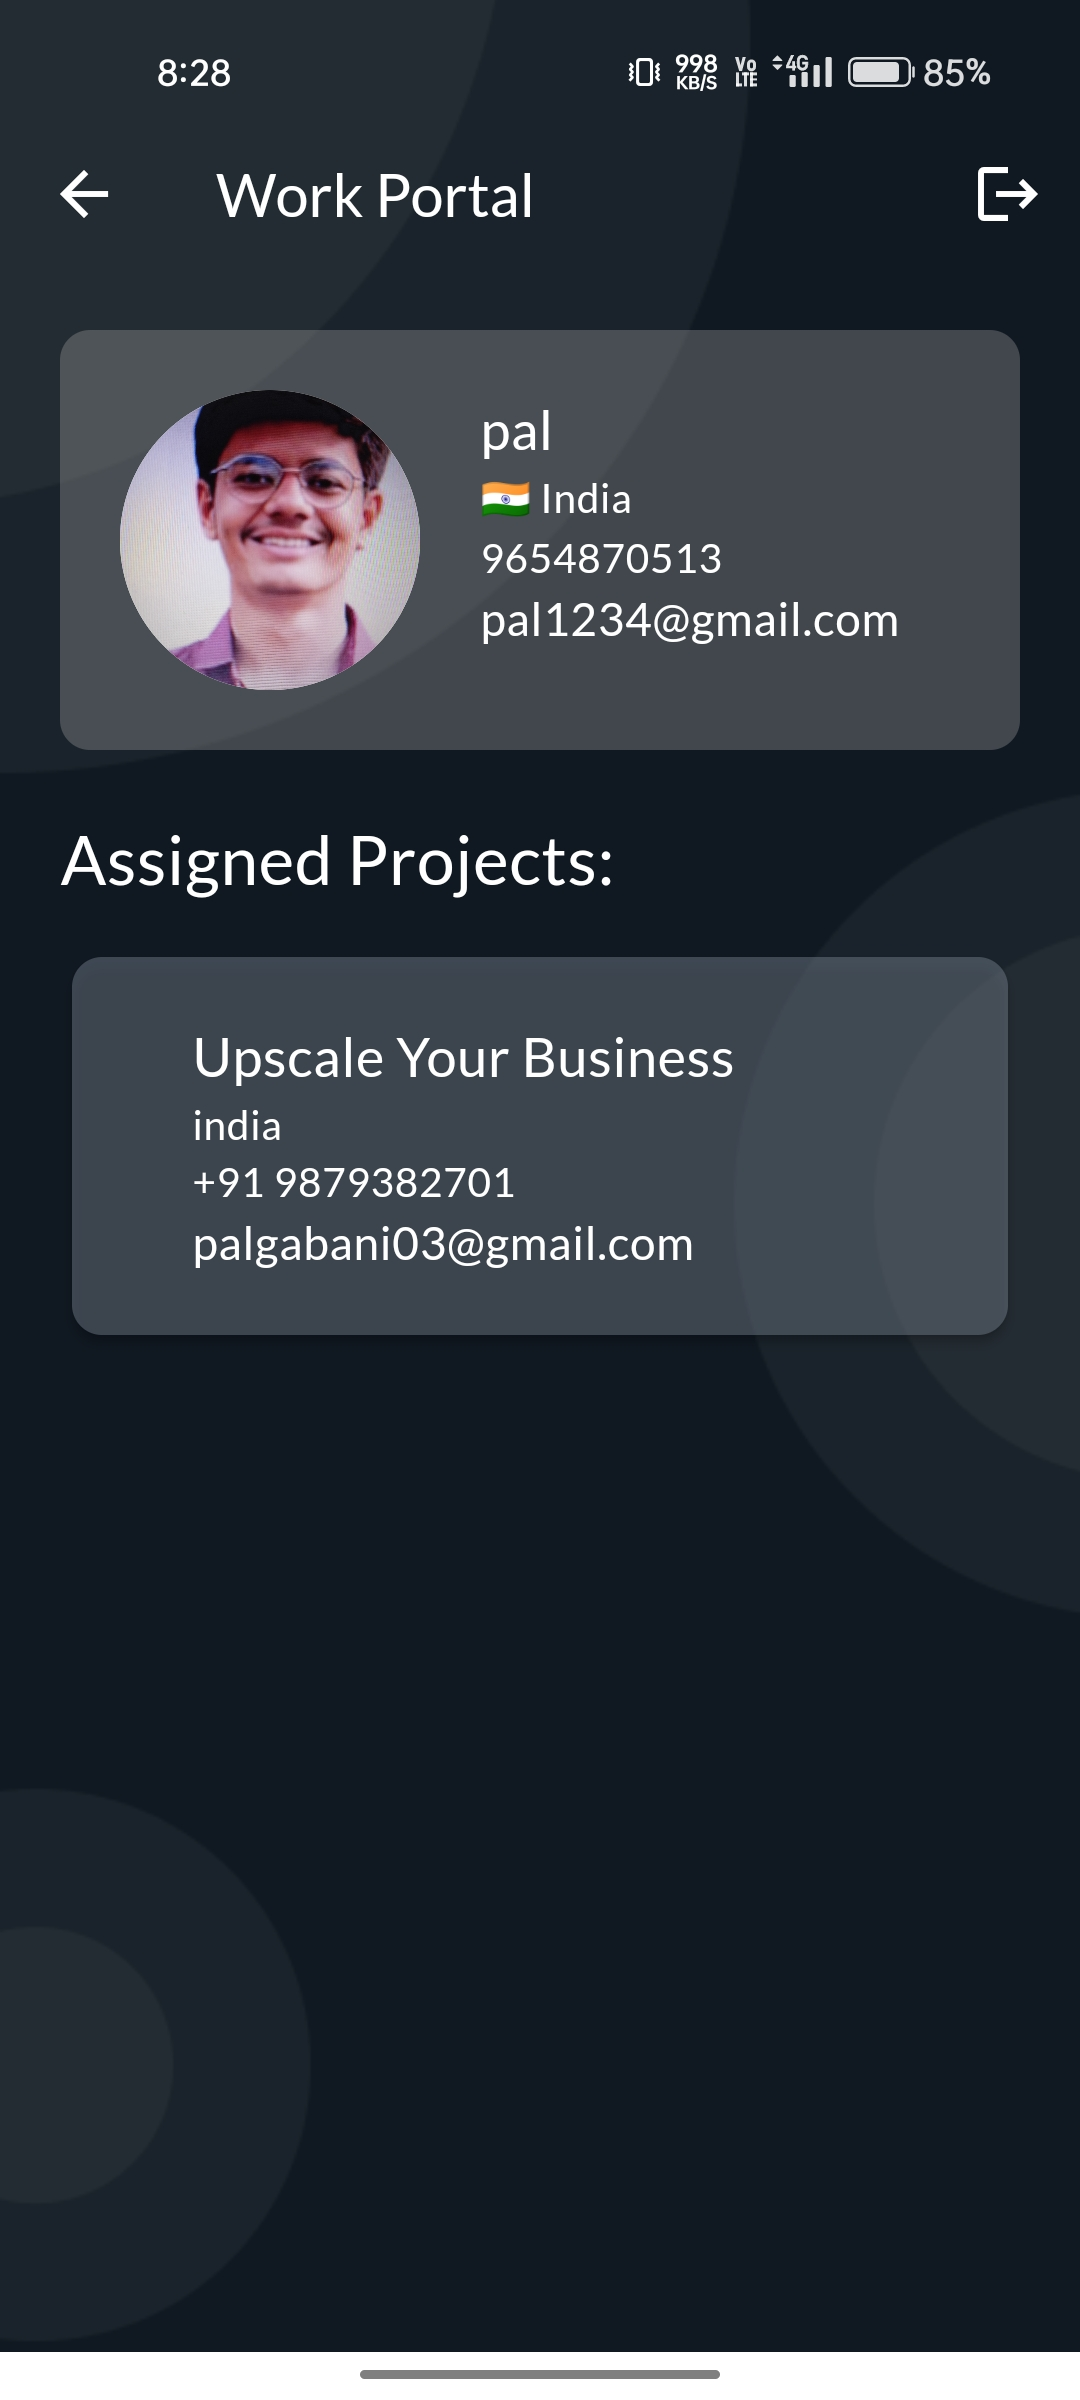 8:28 998 KB/S Vo LTE 4G 85%
Work Portal
pal
🇮🇳 India
9654870513
pal1234@gmail.com
Assigned Projects:
Upscale Your Business
india
+91 9879382701
palgabani03@gmail.com